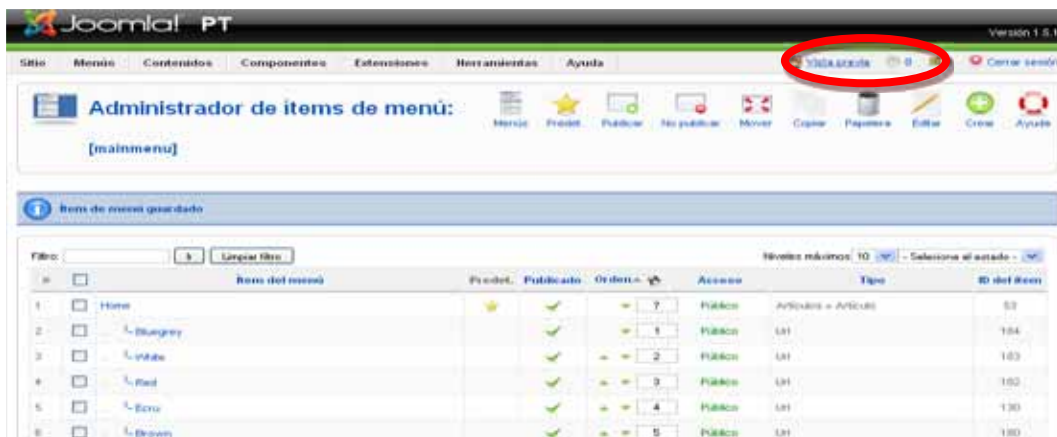 Joomla! PT
Versión 1.5.1
Sitio Menús Contenidos Componentes Extensiones Herramientas Ayuda Vista previa 0 Cerrar sesión
Administrador de items de menú:
[mainmenu]
Menús Predet. Publicar No publicar Mover Copiar Papelera Editar Crear Ayuda
Ítem de menú guardado
Filtro: Ir Limpiar filtro Niveles máximos 10 - Seleccione el estado -
# Ítem del menú Predet. Publicado Orden Acceso Tipo ID del ítem
1 Home 7 Público Artículos » Artículo 53
2 Bluegrey 1 Público Url 184
3 White 2 Público Url 183
4 Red 3 Público Url 182
5 Ecru 4 Público Url 130
6 Brown 5 Público Url 180